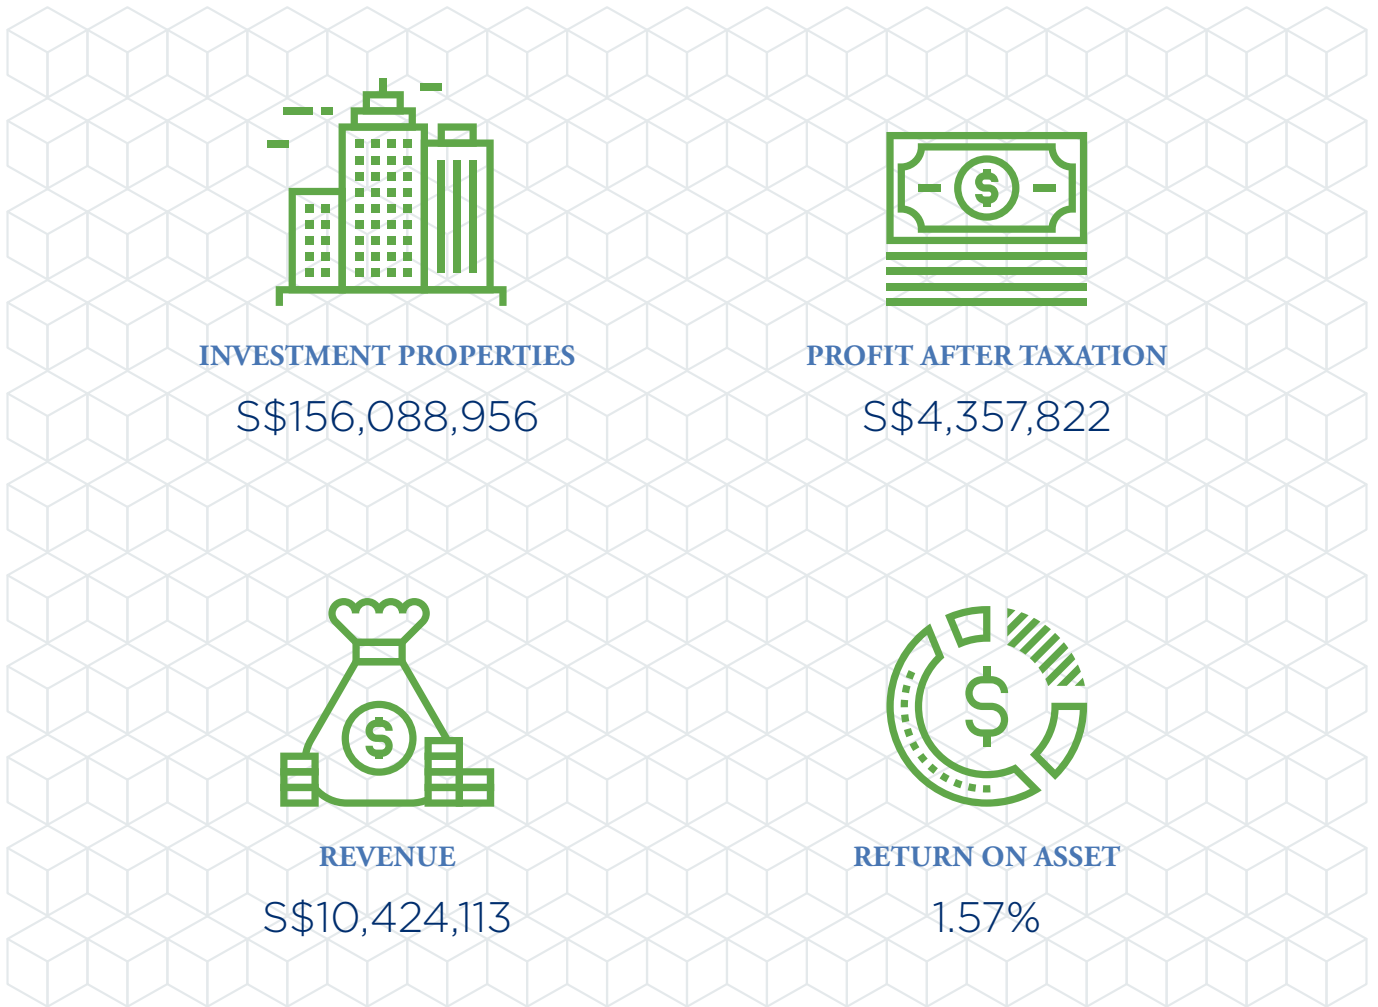 INVESTMENT PROPERTIES
S$156,088,956
PROFIT AFTER TAXATION
S$4,357,822
REVENUE
S$10,424,113
RETURN ON ASSET
1.57%